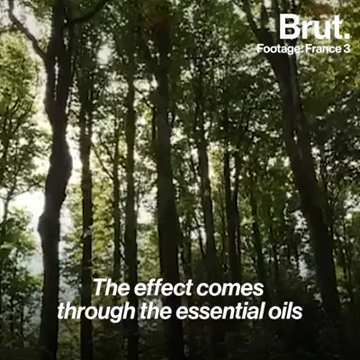 Brut.
Footage: France 3
The effect comes
through the essential oils